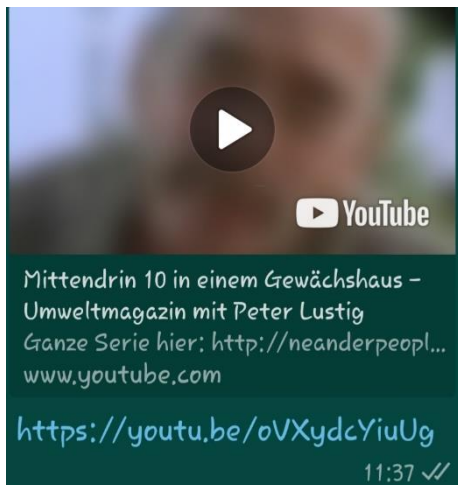 YouTube
Mittendrin 10 in einem Gewächshaus –
Umweltmagazin mit Peter Lustig
Ganze Serie hier: http://neanderpeopl...
www.youtube.com
https://youtu.be/oVXydcYiuUg
11:37